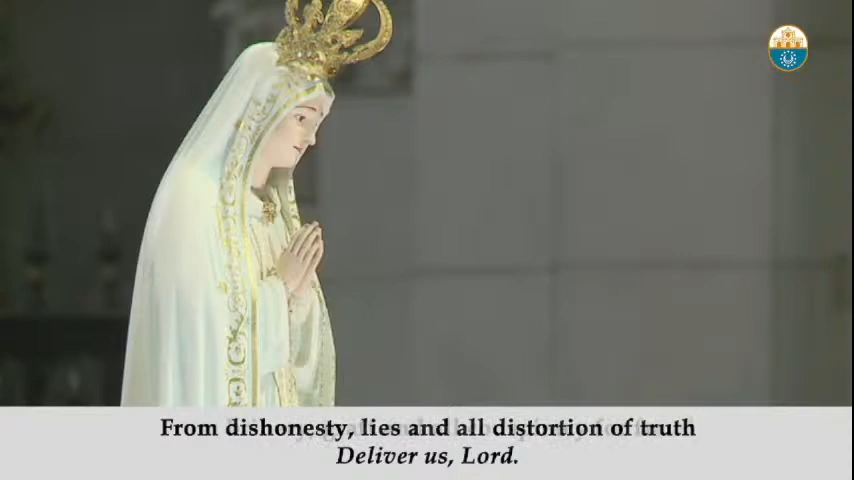 From dishonesty, lies and all distortion of truth
Deliver us, Lord.